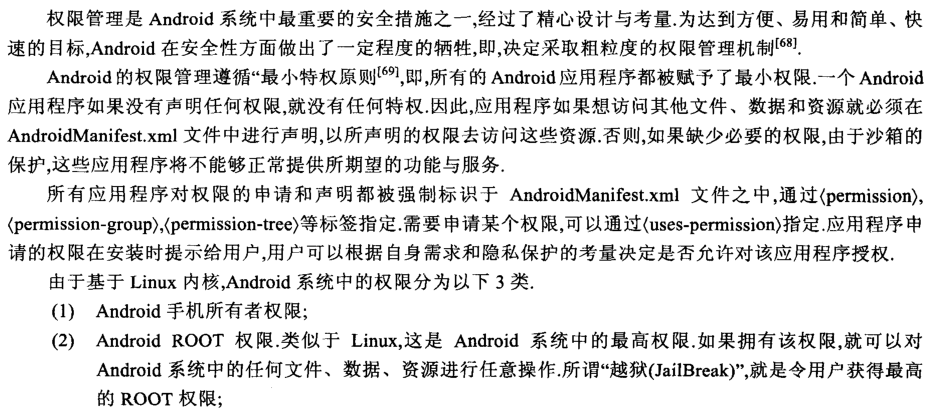 权限管理是 Android 系统中最重要的安全措施之一,经过了精心设计与考量.为达到方便、易用和简单、快
速的目标,Android 在安全性方面做出了一定程度的牺牲,即,决定采取粗粒度的权限管理机制[68].
Android 的权限管理遵循“最小特权原则[69],即,所有的 Android 应用程序都被赋予了最小权限.一个 Android
应用程序如果没有声明任何权限,就没有任何特权.因此,应用程序如果想访问其他文件、数据和资源就必须在
AndroidManifest.xml 文件中进行声明,以所声明的权限去访问这些资源.否则,如果缺少必要的权限,由于沙箱的
保护,这些应用程序将不能够正常提供所期望的功能与服务.
所有应用程序对权限的申请和声明都被强制标识于 AndroidManifest.xml 文件之中,通过⟨permission⟩,
⟨permission-group⟩,⟨permission-tree⟩等标签指定.需要申请某个权限,可以通过⟨uses-permission⟩指定.应用程序申
请的权限在安装时提示给用户,用户可以根据自身需求和隐私保护的考量决定是否允许对该应用程序授权.
由于基于 Linux 内核,Android 系统中的权限分为以下 3 类.
(1) Android 手机所有者权限;
(2) Android ROOT 权限.类似于 Linux,这是 Android 系统中的最高权限.如果拥有该权限,就可以对
Android 系统中的任何文件、数据、资源进行任意操作.所谓“越狱(JailBreak)”,就是令用户获得最高
的 ROOT 权限;